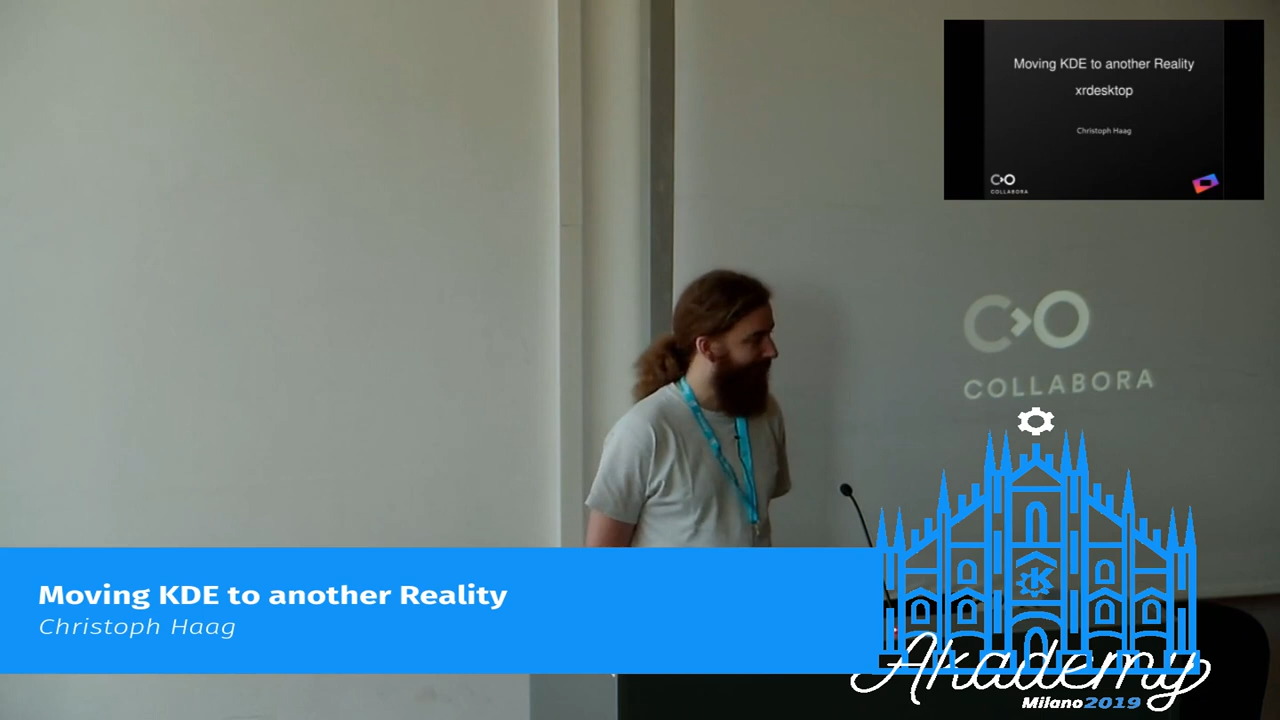 Moving KDE to another Reality
xrdesktop
Christoph Haag
COLLABORA
COLLABORA
Moving KDE to another Reality
Christoph Haag
Akademy
Milano2019